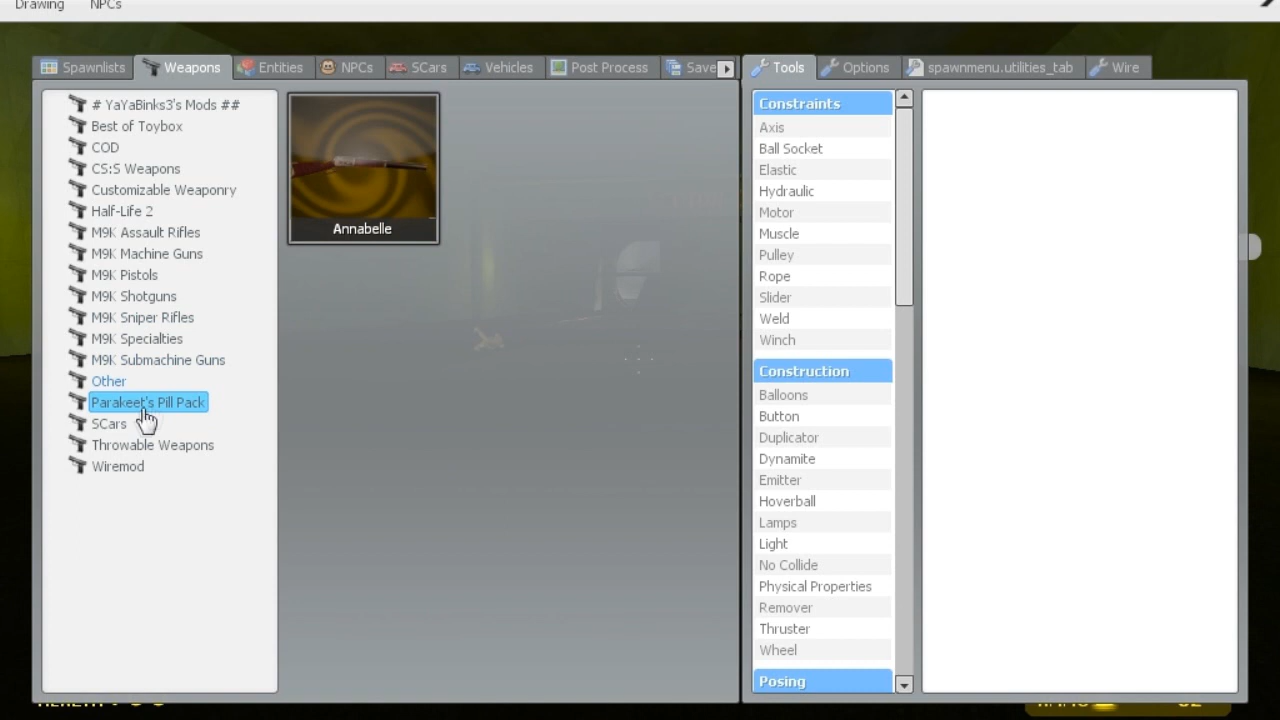 Drawing NPCs
Spawnlists Weapons Entities NPCs SCars Vehicles Post Process Save
Tools Options spawnmenu.utilities_tab Wire
# YaYaBinks3's Mods ##
Best of Toybox
COD
CS:S Weapons
Customizable Weaponry
Half-Life 2
M9K Assault Rifles
M9K Machine Guns
M9K Pistols
M9K Shotguns
M9K Sniper Rifles
M9K Specialties
M9K Submachine Guns
Other
Parakeet's Pill Pack
SCars
Throwable Weapons
Wiremod
Annabelle
Constraints
Axis
Ball Socket
Elastic
Hydraulic
Motor
Muscle
Pulley
Rope
Slider
Weld
Winch
Construction
Balloons
Button
Duplicator
Dynamite
Emitter
Hoverball
Lamps
Light
No Collide
Physical Properties
Remover
Thruster
Wheel
Posing